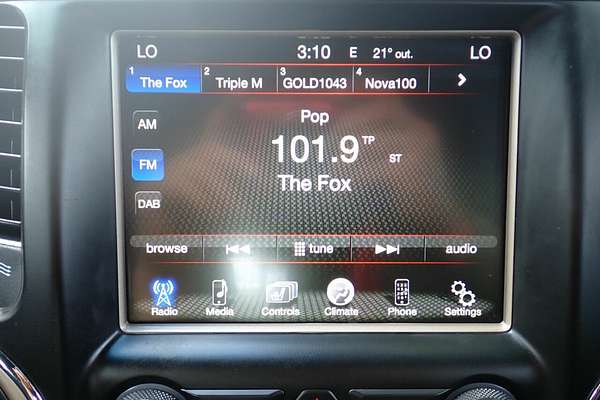 LO 3:10 E 21° out. LO
1 The Fox 2 Triple M 3 GOLD1043 4 Nova100 >
AM
Pop
FM
101.9 TP ST
The Fox
DAB
browse tune audio
Radio Media Controls Climate Phone Settings